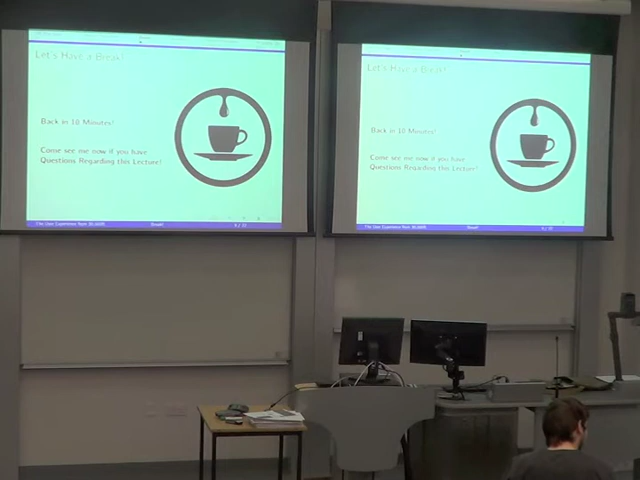 Let's Have a Break!
Back in 10 Minutes!
Come see me now if you have
Questions Regarding this Lecture!
Let's Have a Break!
Back in 10 Minutes!
Come see me now if you have
Questions Regarding this Lecture!